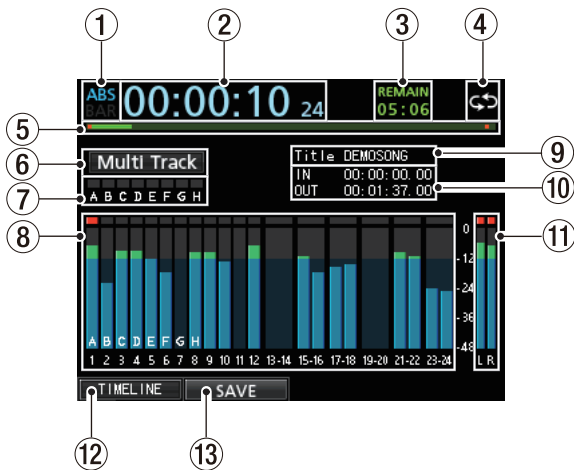 1 2 3 4
ABS 00:00:10 24 REMAIN
BAR 05:06
5
6 Multi Track
7 A B C D E F G H
Title DEMOSONG 9
IN 00:00:00.00 10
OUT 00:01:37.00
8 0 11
-12
-24
-36
-48
A B C D E F G H
1 2 3 4 5 6 7 8 9 10 11 12 13-14 15-16 17-18 19-20 21-22 23-24 L R
TIMELINE SAVE
12 13